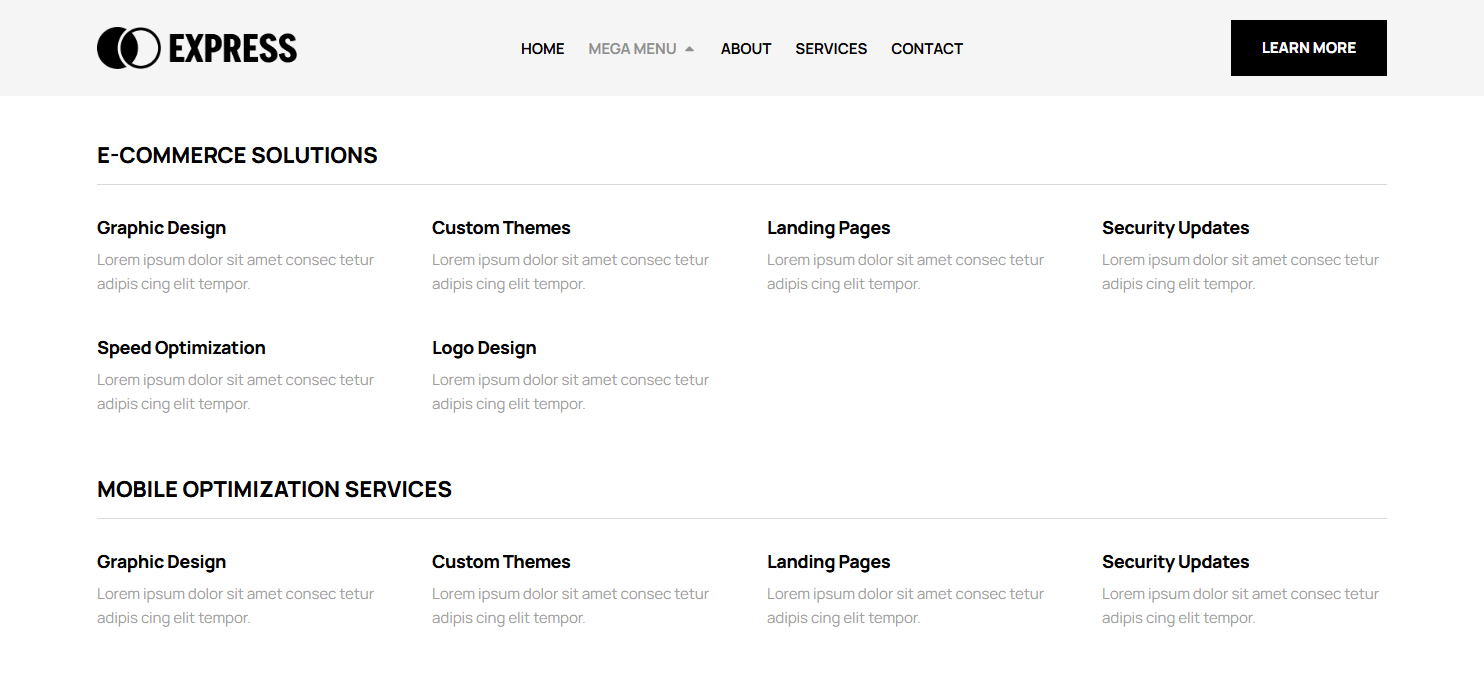 EXPRESS
HOME MEGA MENU ABOUT SERVICES CONTACT
LEARN MORE
E-COMMERCE SOLUTIONS
Graphic Design
Lorem ipsum dolor sit amet consec tetur
adipis cing elit tempor.
Custom Themes
Lorem ipsum dolor sit amet consec tetur
adipis cing elit tempor.
Landing Pages
Lorem ipsum dolor sit amet consec tetur
adipis cing elit tempor.
Security Updates
Lorem ipsum dolor sit amet consec tetur
adipis cing elit tempor.
Speed Optimization
Lorem ipsum dolor sit amet consec tetur
adipis cing elit tempor.
Logo Design
Lorem ipsum dolor sit amet consec tetur
adipis cing elit tempor.
MOBILE OPTIMIZATION SERVICES
Graphic Design
Lorem ipsum dolor sit amet consec tetur
adipis cing elit tempor.
Custom Themes
Lorem ipsum dolor sit amet consec tetur
adipis cing elit tempor.
Landing Pages
Lorem ipsum dolor sit amet consec tetur
adipis cing elit tempor.
Security Updates
Lorem ipsum dolor sit amet consec tetur
adipis cing elit tempor.